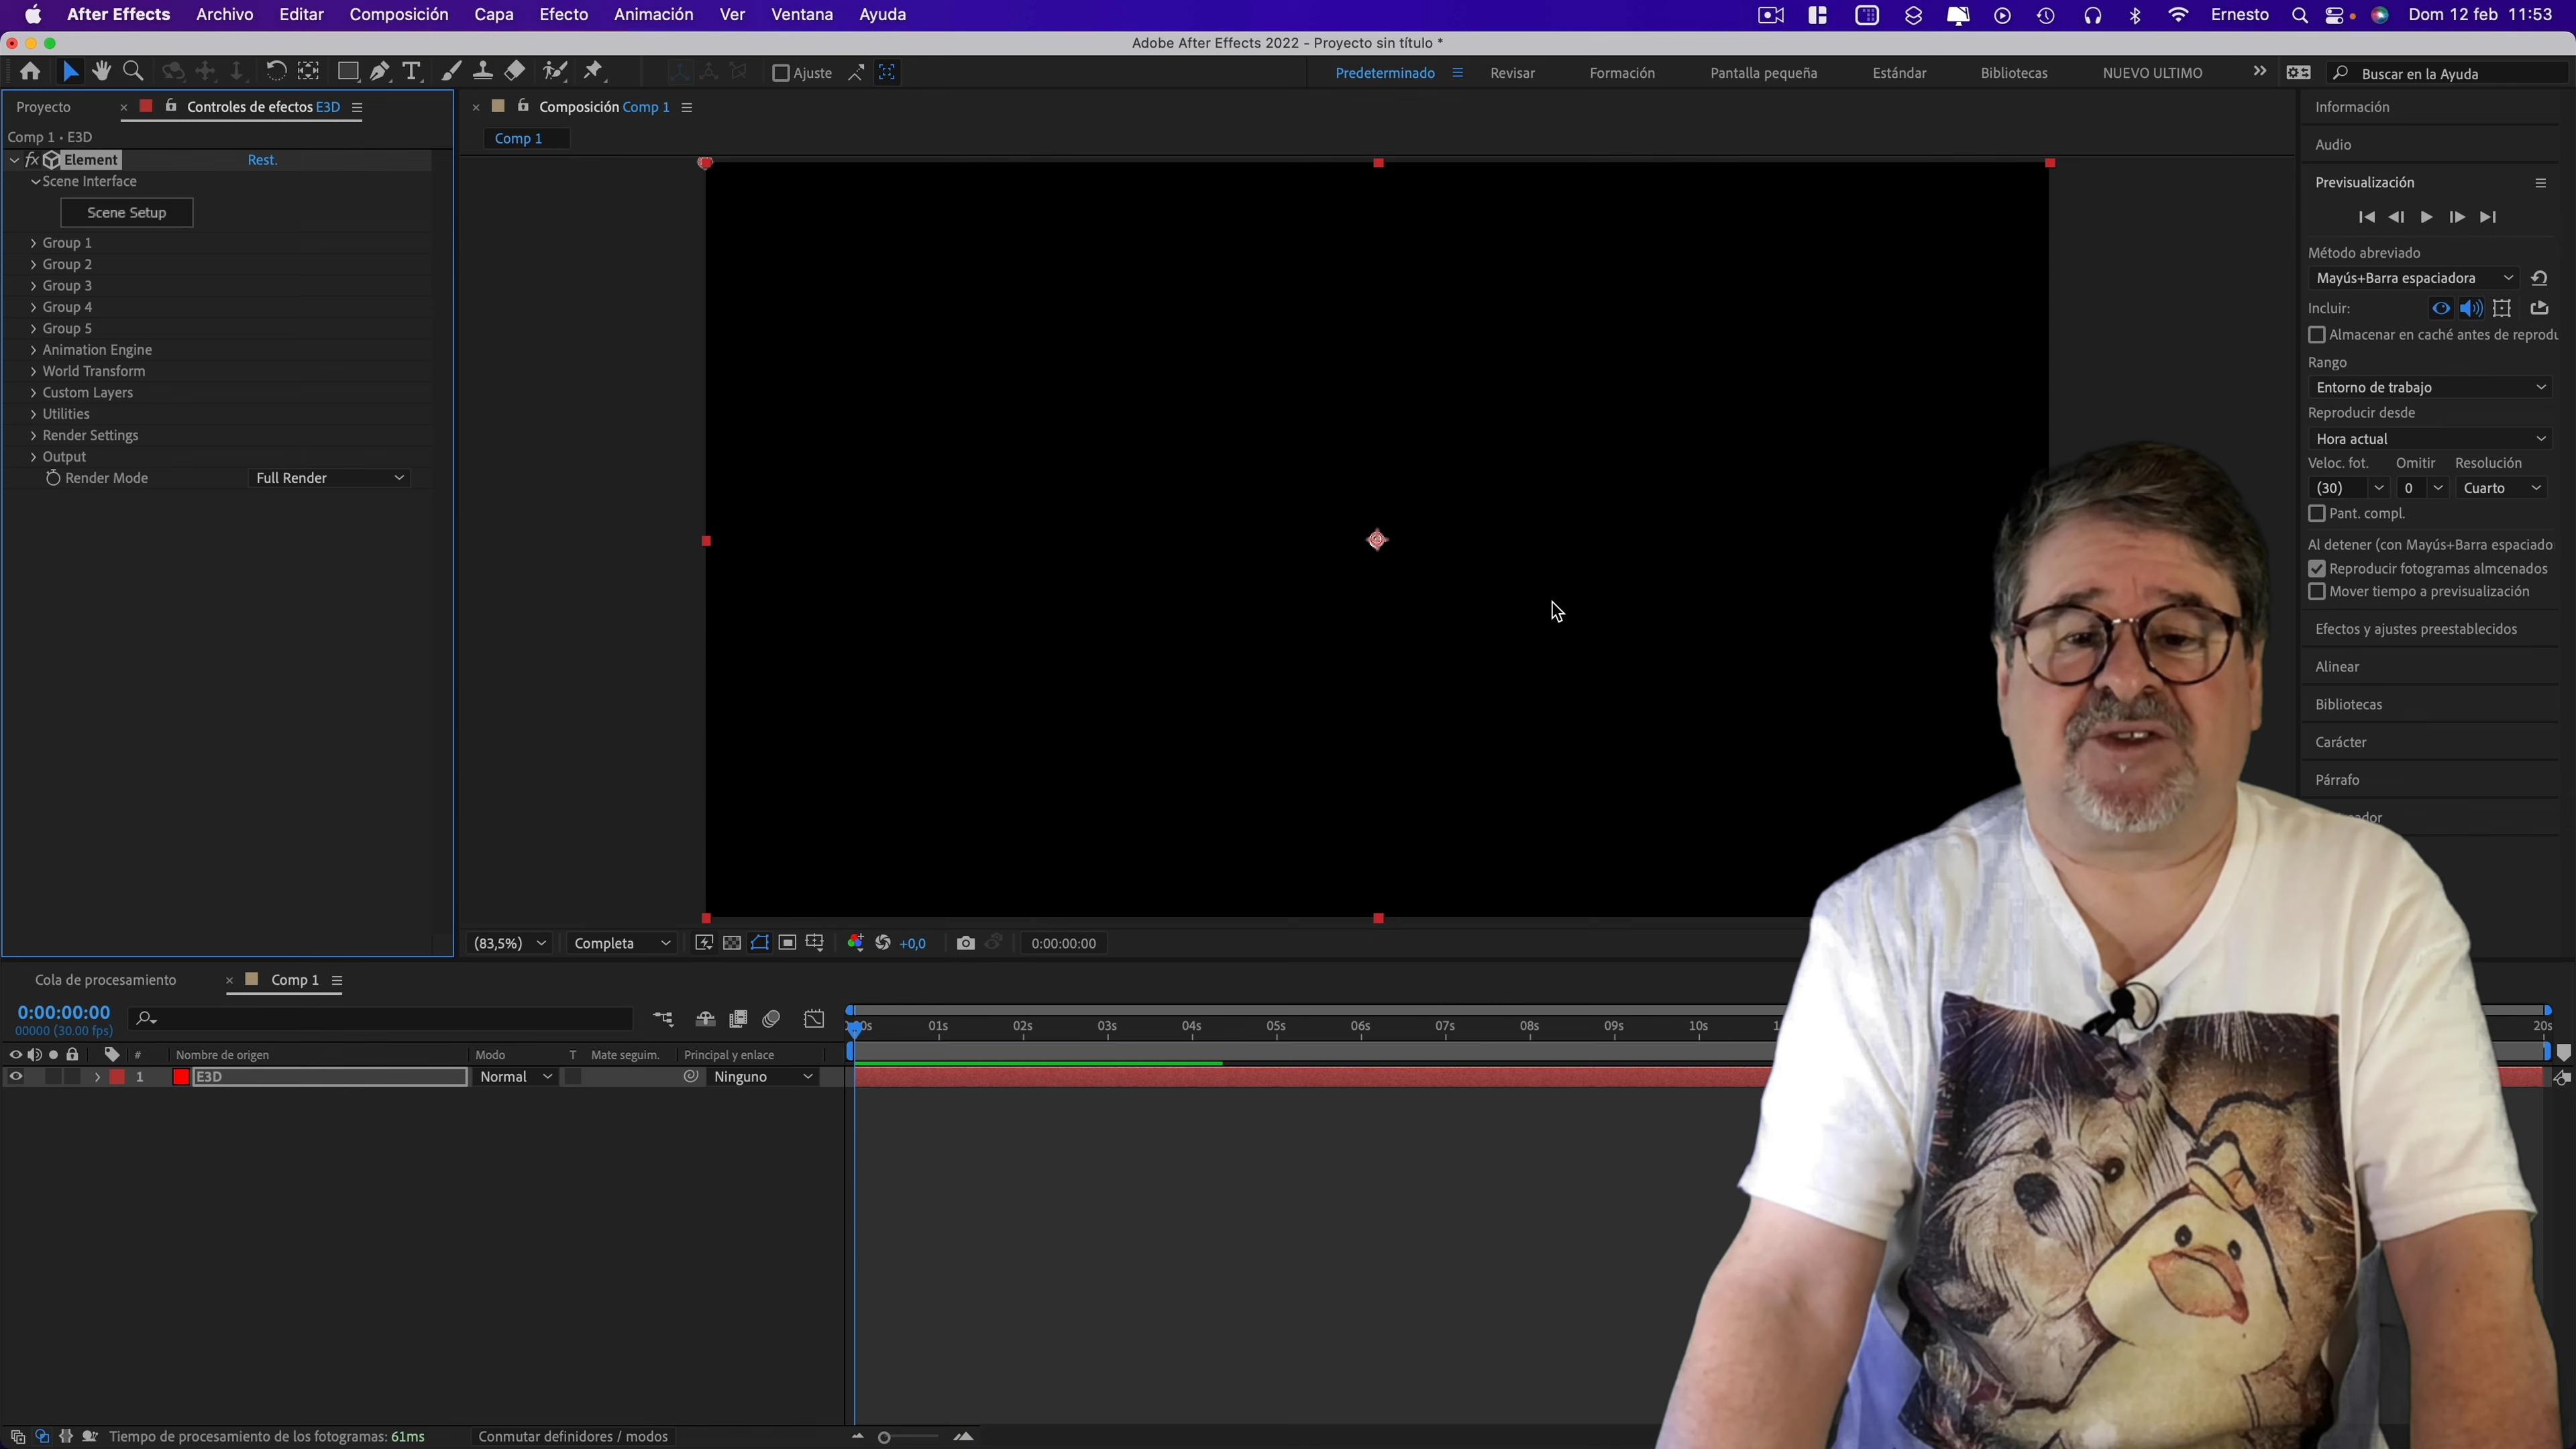 After Effects Archivo Editar Composición Capa Efecto Animación Ver Ventana Ayuda Ernesto Dom 12 feb 11:53
Adobe After Effects 2022 - Proyecto sin título *
Ajuste Predeterminado Revisar Formación Pantalla pequeña Estándar Bibliotecas NUEVO ULTIMO Buscar en la Ayuda
Proyecto Controles de efectos E3D
Comp 1 • E3D
fx Element Rest.
Scene Interface
Scene Setup
Group 1
Group 2
Group 3
Group 4
Group 5
Animation Engine
World Transform
Custom Layers
Utilities
Render Settings
Output
Render Mode Full Render
Composición Comp 1
Comp 1
(83,5%) Completa +0,0 0:00:00:00
Información
Audio
Previsualización
Método abreviado
Mayús+Barra espaciadora
Incluir:
Almacenar en caché antes de reprodu
Rango
Entorno de trabajo
Reproducir desde
Hora actual
Veloc. fot. Omitir Resolución
(30) 0 Cuarto
Pant. compl.
Al detener (con Mayús+Barra espaciado
Reproducir fotogramas almcenados
Mover tiempo a previsualización
Efectos y ajustes preestablecidos
Alinear
Bibliotecas
Carácter
Párrafo
Cola de procesamiento Comp 1
0:00:00:00
00000 (30.00 fps)
00s 01s 02s 03s 04s 05s 06s 07s 08s 09s 10s 20s
# Nombre de origen Modo T Mate seguim. Principal y enlace
1 E3D Normal Ninguno
Tiempo de procesamiento de los fotogramas: 61ms Conmutar definidores / modos